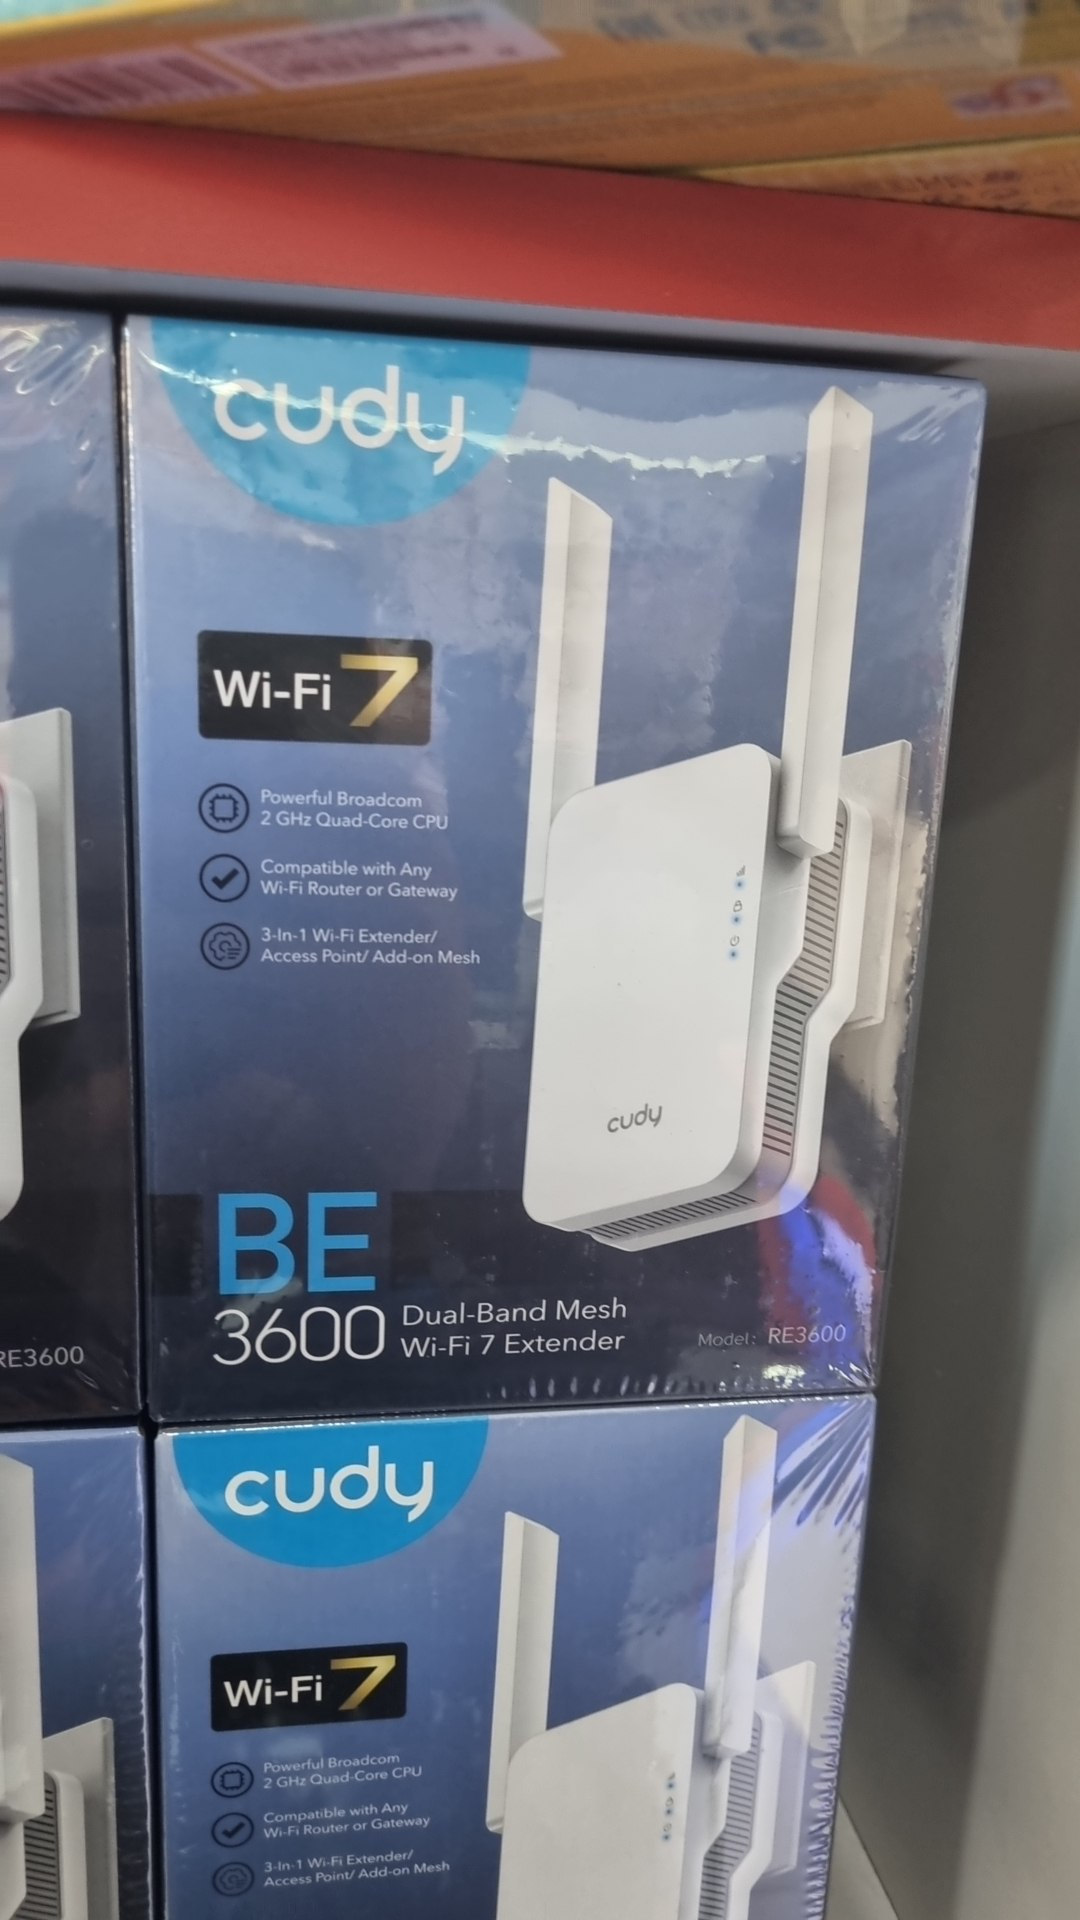 cudy
Wi-Fi 7
Powerful Broadcom
2 GHz Quad-Core CPU
Compatible with Any
Wi-Fi Router or Gateway
3-In-1 Wi-Fi Extender/
Access Point/ Add-on Mesh
cudy
BE
3600
Dual-Band Mesh
Wi-Fi 7 Extender
Model: RE3600
RE3600
cudy
Wi-Fi 7
Powerful Broadcom
2 GHz Quad-Core CPU
Compatible with Any
Wi-Fi Router or Gateway
3-In-1 Wi-Fi Extender/
Access Point/ Add-on Mesh